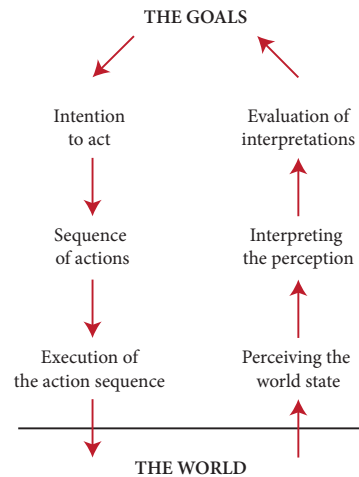 THE GOALS
Intention
to act
Evaluation of
interpretations
Sequence
of actions
Interpreting
the perception
Execution of
the action sequence
Perceiving the
world state
THE WORLD